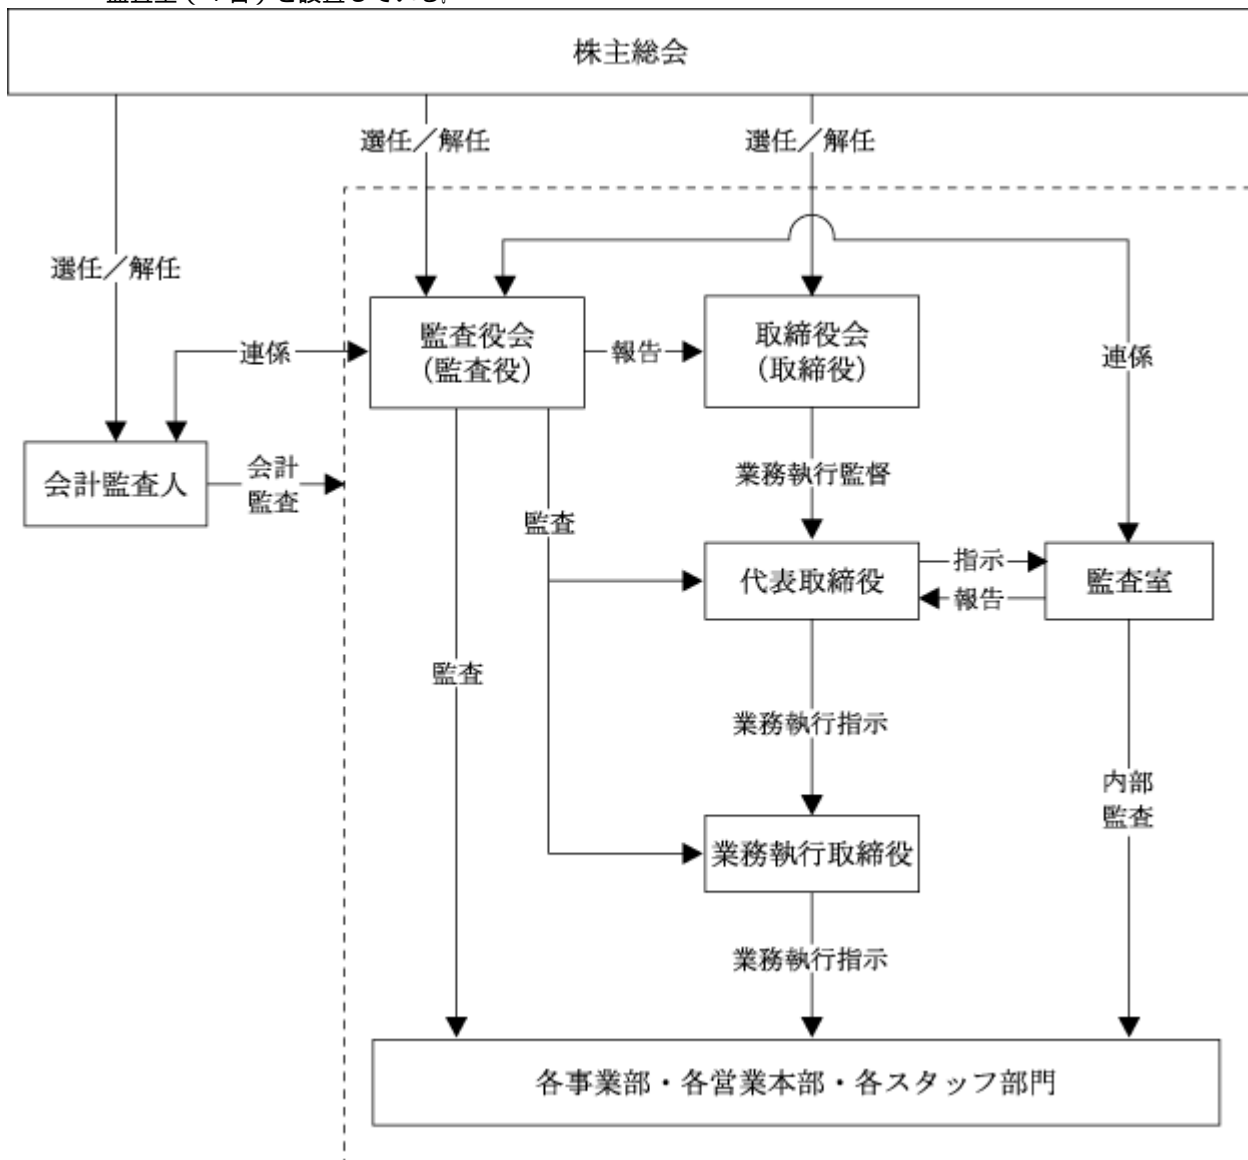 株主総会
選任／解任
選任／解任
選任／解任
監査役会
(監査役)
報告
取締役会
(取締役)
連係
連係
会計監査人
会計
監査
業務執行監督
監査
代表取締役
指示
報告
監査室
監査
業務執行指示
内部
監査
業務執行取締役
業務執行指示
各事業部・各営業本部・各スタッフ部門